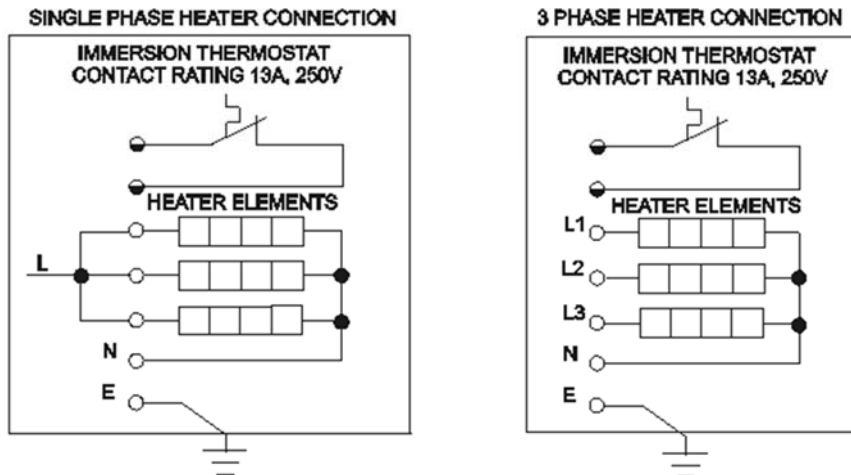 SINGLE PHASE HEATER CONNECTION
IMMERSION THERMOSTAT
CONTACT RATING 13A, 250V
HEATER ELEMENTS
L
N
E
3 PHASE HEATER CONNECTION
IMMERSION THERMOSTAT
CONTACT RATING 13A, 250V
HEATER ELEMENTS
L1
L2
L3
N
E